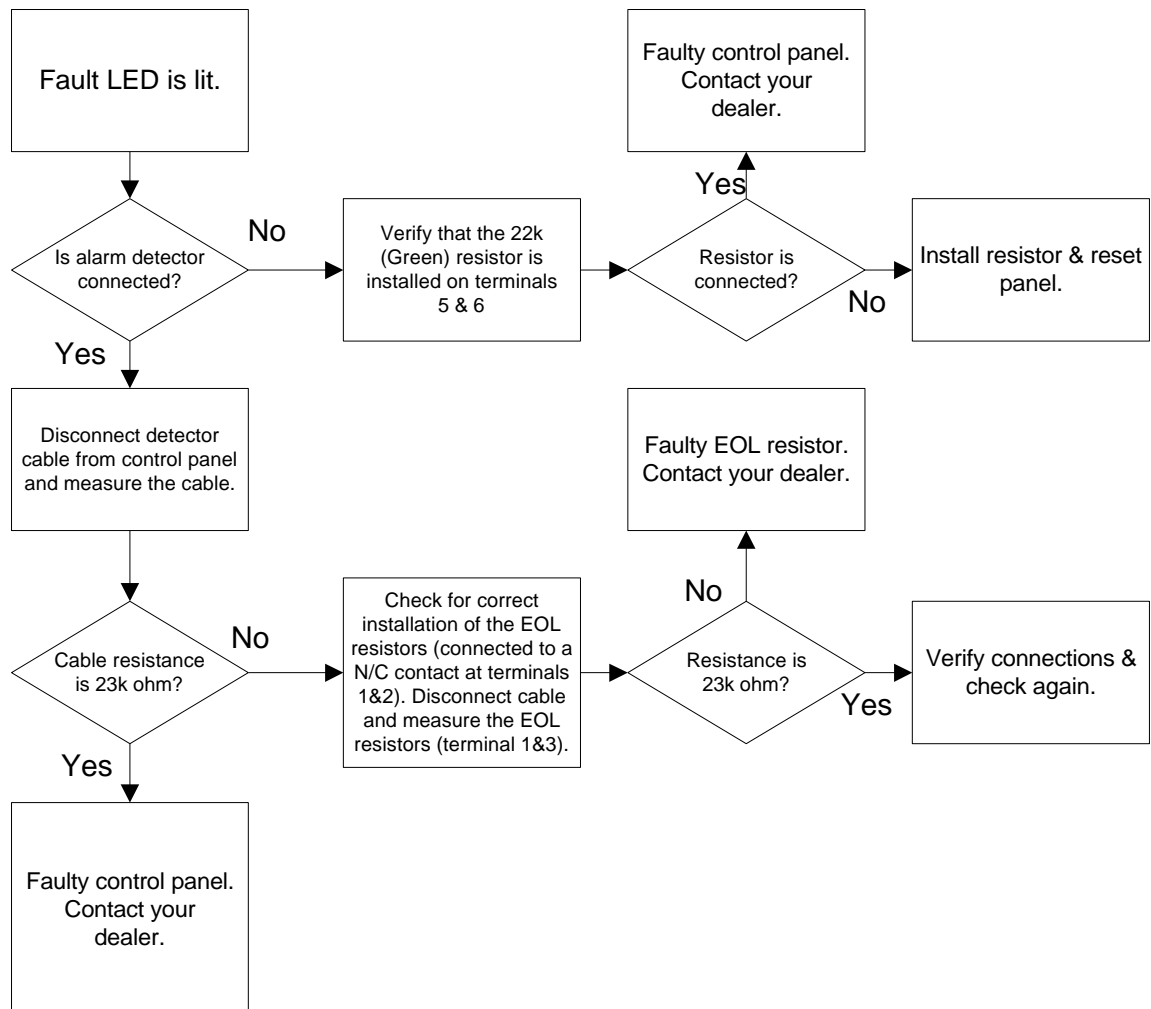 Fault LED is lit.
Faulty control panel.
Contact your
dealer.
Yes
No
Is alarm detector
connected?
Verify that the 22k
(Green) resistor is
installed on terminals
5 & 6
Resistor is
connected?
Install resistor & reset
panel.
No
Yes
Disconnect detector
cable from control panel
and measure the cable.
Faulty EOL resistor.
Contact your dealer.
No
No
Cable resistance
is 23k ohm?
Check for correct
installation of the EOL
resistors (connected to a
N/C contact at terminals
1&2). Disconnect cable
and measure the EOL
resistors (terminal 1&3).
Resistance is
23k ohm?
Verify connections &
check again.
Yes
Yes
Faulty control panel.
Contact your
dealer.